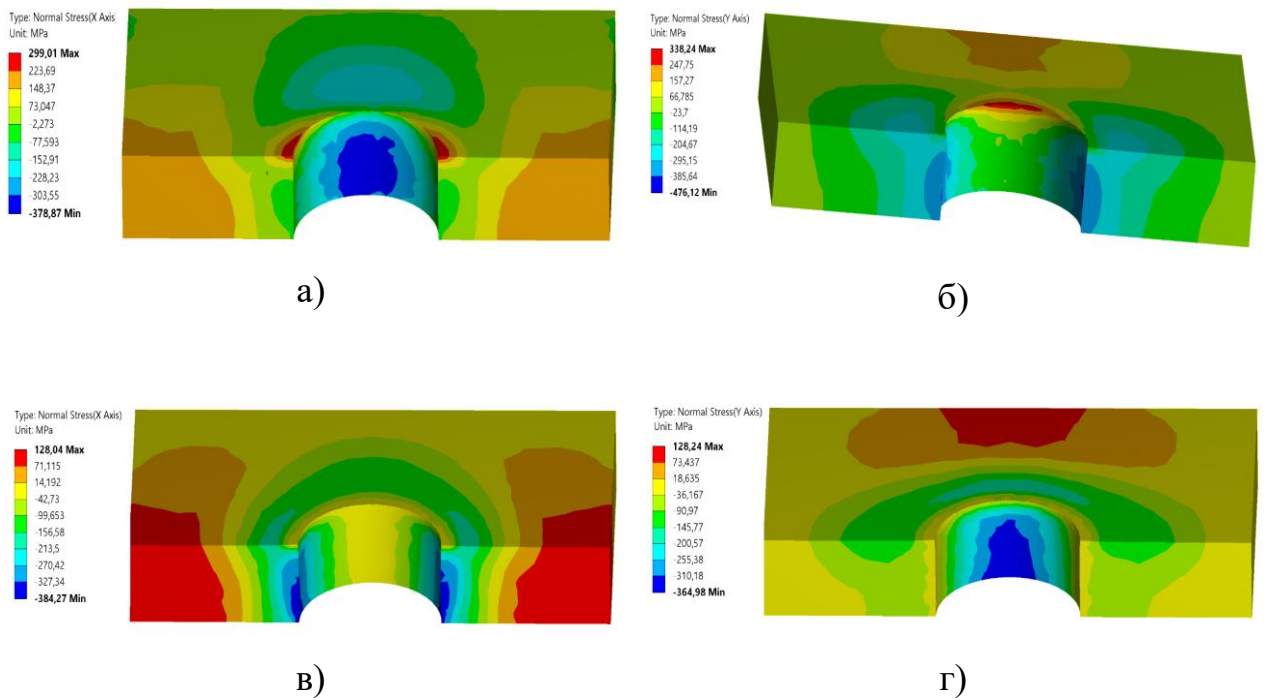 Type: Normal Stress(X Axis
Unit: MPa
299,01 Max
223,69
148,37
73,047
-2,273
-77,593
-152,91
-228,23
-303,55
-378,87 Min
а)
Type: Normal Stress(Y Axis)
Unit: MPa
338,24 Max
247,75
157,27
66,785
-23,7
-114,19
-204,67
-295,15
-385,64
-476,12 Min
б)
Type: Normal Stress(X Axis)
Unit: MPa
128,04 Max
71,115
14,192
-42,73
-99,653
-156,58
-213,5
-270,42
-327,34
-384,27 Min
в)
Type: Normal Stress(Y Axis)
Unit: MPa
128,24 Max
73,437
18,635
-36,167
-90,97
-145,77
-200,57
-255,38
-310,18
-364,98 Min
г)